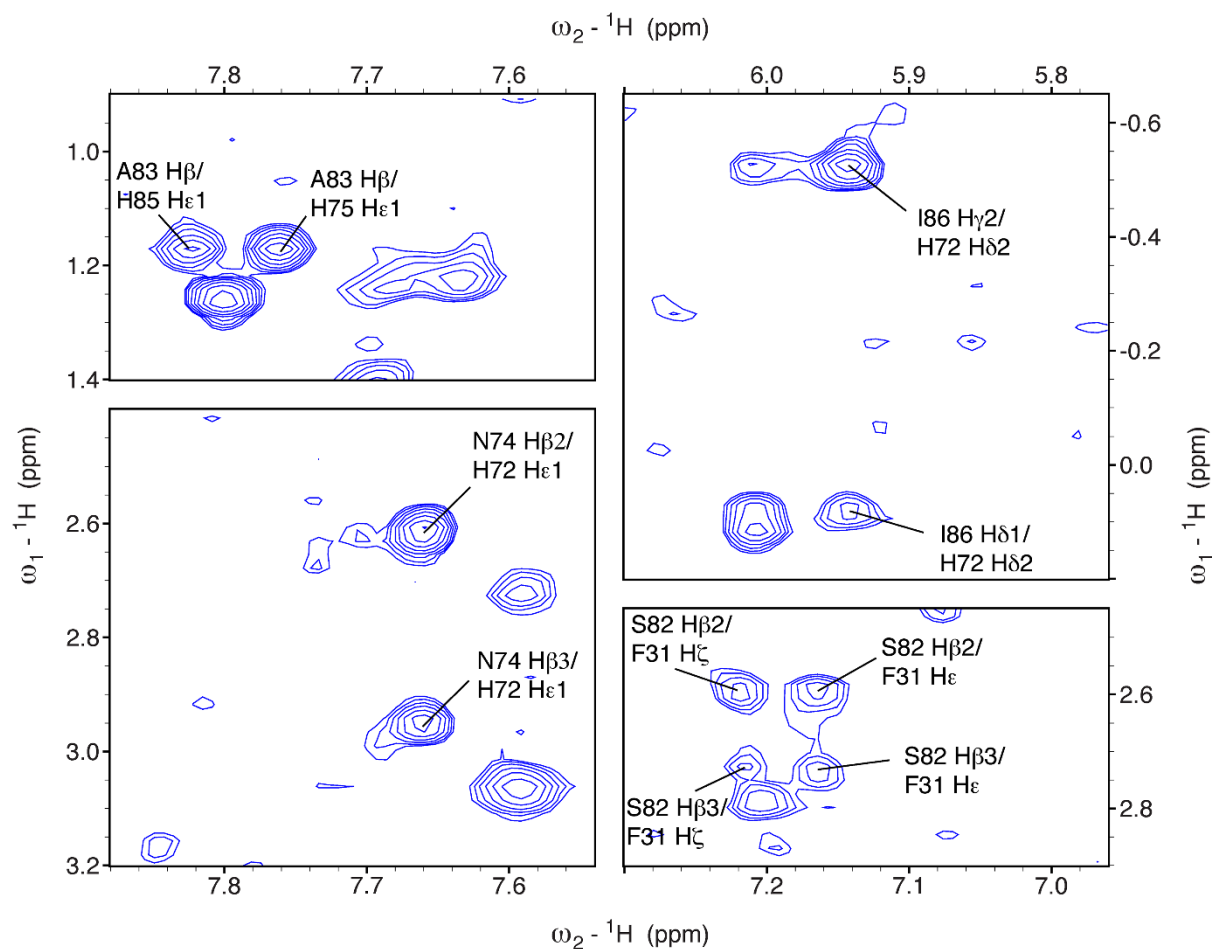 ω₂ - ¹H (ppm)
7.8 7.7 7.6
6.0 5.9 5.8
1.0
1.2
1.4
A83 Hβ/
H85 Hε1
A83 Hβ/
H75 Hε1
-0.6
-0.4
-0.2
0.0
I86 Hγ2/
H72 Hδ2
I86 Hδ1/
H72 Hδ2
ω₁ - ¹H (ppm)
2.6
2.8
3.0
3.2
N74 Hβ2/
H72 Hε1
N74 Hβ3/
H72 Hε1
ω₁ - ¹H (ppm)
S82 Hβ2/
F31 Hζ
S82 Hβ2/
F31 Hε
S82 Hβ3/
F31 Hε
S82 Hβ3/
F31 Hζ
2.6
2.8
7.8 7.7 7.6
7.2 7.1 7.0
ω₂ - ¹H (ppm)